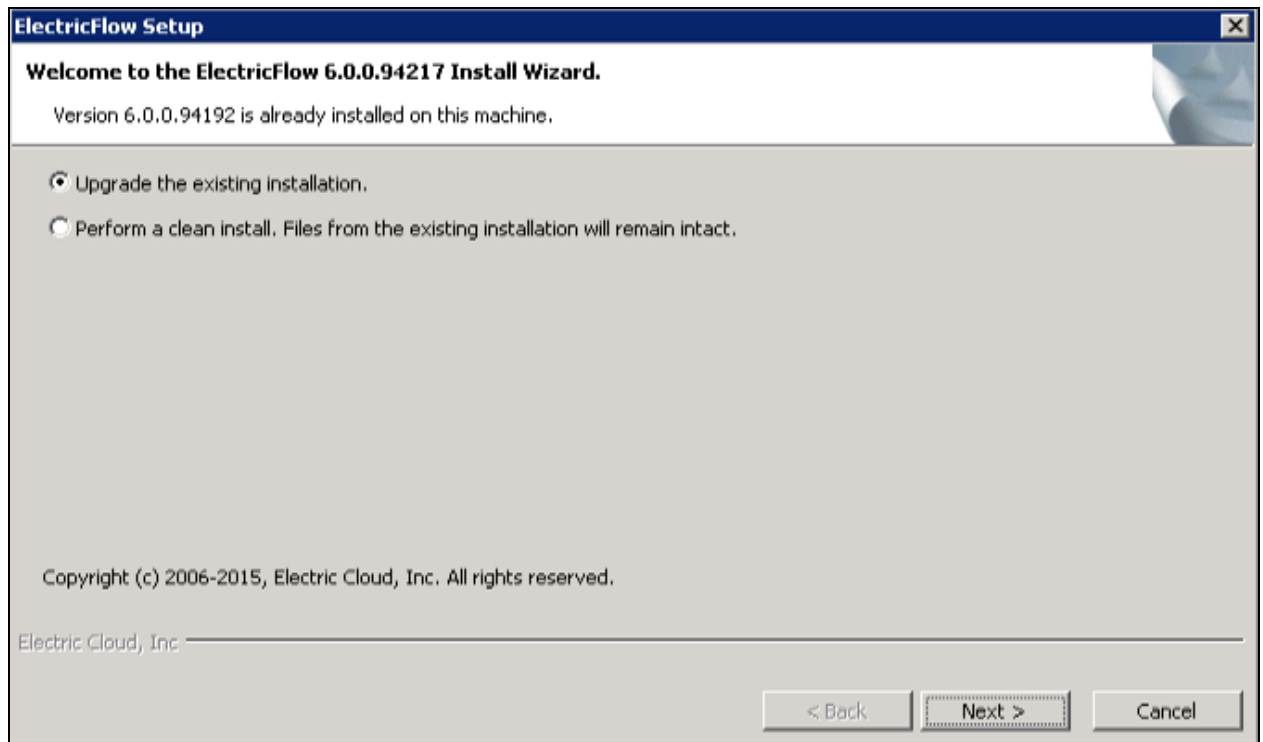 ElectricFlow Setup
Welcome to the ElectricFlow 6.0.0.94217 Install Wizard.
Version 6.0.0.94192 is already installed on this machine.
Upgrade the existing installation.
Perform a clean install. Files from the existing installation will remain intact.
Copyright (c) 2006-2015, Electric Cloud, Inc. All rights reserved.
Electric Cloud, Inc
< Back Next > Cancel